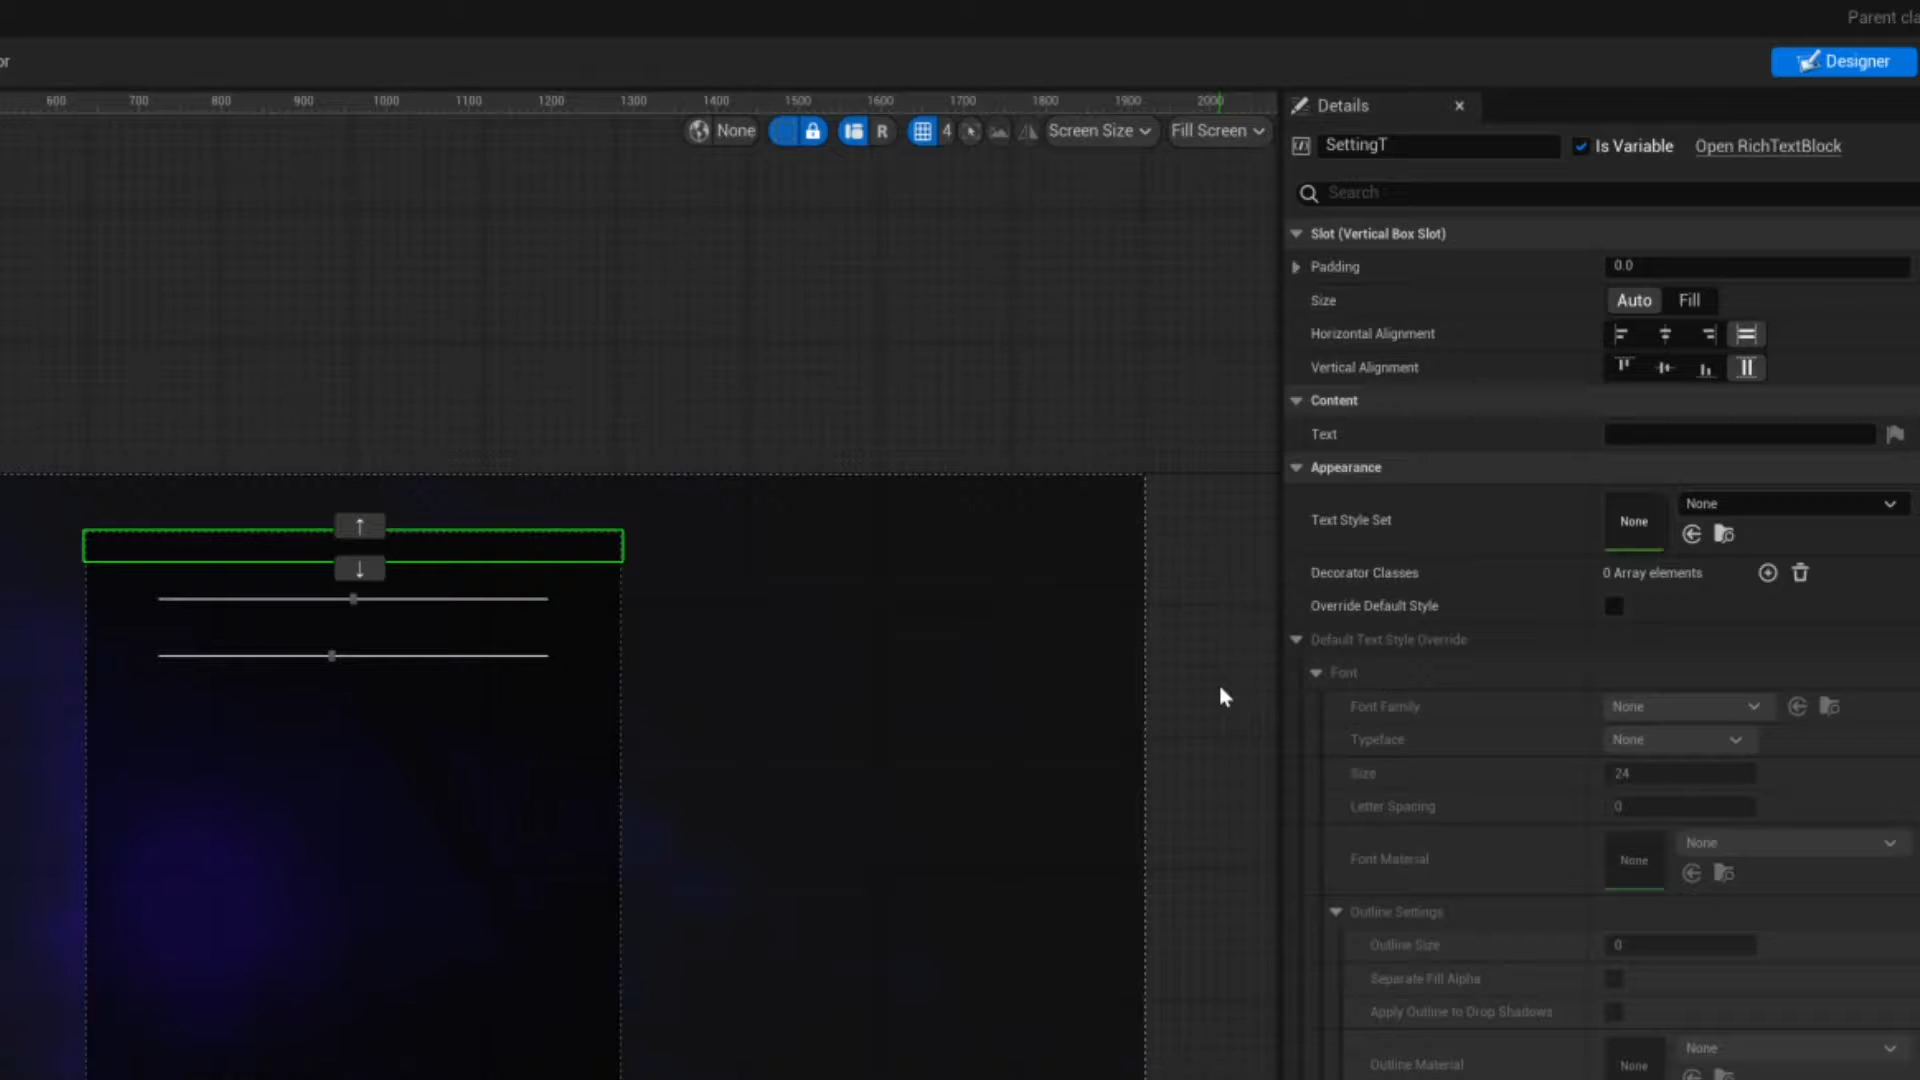 Parent cla
or
Designer
600 700 800 900 1000 1100 1200 1300 1400 1500 1600 1700 1800 1900 2000
None R 4 Screen Size Fill Screen
Details
SettingT Is Variable Open RichTextBlock
Search
Slot (Vertical Box Slot)
Padding 0.0
Size Auto Fill
Horizontal Alignment
Vertical Alignment
Content
Text
Appearance
None
Text Style Set None
Decorator Classes 0 Array elements
Override Default Style
Default Text Style Override
Font
Font Family None
Typeface None
Size 24
Letter Spacing 0
None
Font Material None
Outline Settings
Outline Size 0
Separate Fill Alpha
Apply Outline to Drop Shadows
None
Outline Material None